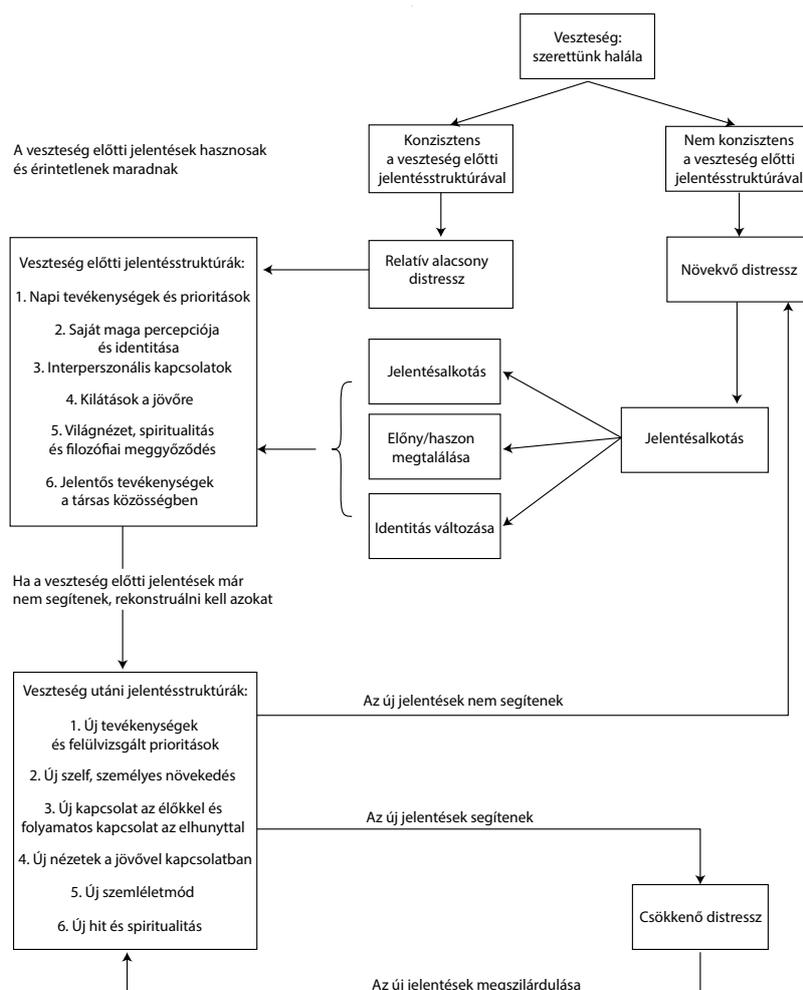 Veszteség:
szerettünk halála
A veszteség előtti jelentések hasznosak
és érintetlenek maradnak
Konzisztens
a veszteség előtti
jelentésstruktúrával
Nem konzisztens
a veszteség előtti
jelentésstruktúrával
Relatív alacsony
distressz
Növekvő distressz
Veszteség előtti jelentésstruktúrák:
1. Napi tevékenységek és prioritások
2. Saját maga percepciója
és identitása
3. Interperszonális kapcsolatok
4. Kilátások a jövőre
5. Világnézet, spiritualitás
és filozófiai meggyőződés
6. Jelentős tevékenységek
a társas közösségben
Jelentésalkotás
Előny/haszon
megtalálása
Identitás változása
Jelentésalkotás
Ha a veszteség előtti jelentések már
nem segítenek, rekonstruálni kell azokat
Veszteség utáni jelentésstruktúrák:
1. Új tevékenységek
és felülvizsgált prioritások
2. Új szelf, személyes növekedés
3. Új kapcsolat az élőkkel és
folyamatos kapcsolat az elhunyttal
4. Új nézetek a jövővel kapcsolatban
5. Új szemléletmód
6. Új hit és spiritualitás
Az új jelentések nem segítenek
Az új jelentések segítenek
Csökkenő distressz
Az új jelentések megszilárdulása